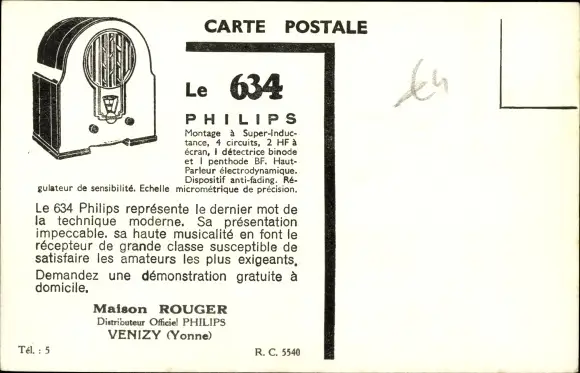 CARTE POSTALE
Le 634
PHILIPS
Montage à Super-Induc-
tance, 4 circuits, 2 HF à
écran, 1 détectrice binode
et 1 penthode BF. Haut-
Parleur électrodynamique.
Dispositif anti-fading. Ré-
gulateur de sensibilité. Echelle micrométrique de précision.
Le 634 Philips représente le dernier mot de
la technique moderne. Sa présentation
impeccable. sa haute musicalité en font le
récepteur de grande classe susceptible de
satisfaire les amateurs les plus exigeants.
Demandez une démonstration gratuite à
domicile.
Maison ROUGER
Distributeur Officiel PHILIPS
VENIZY (Yonne)
Tél. : 5
R. C. 5540